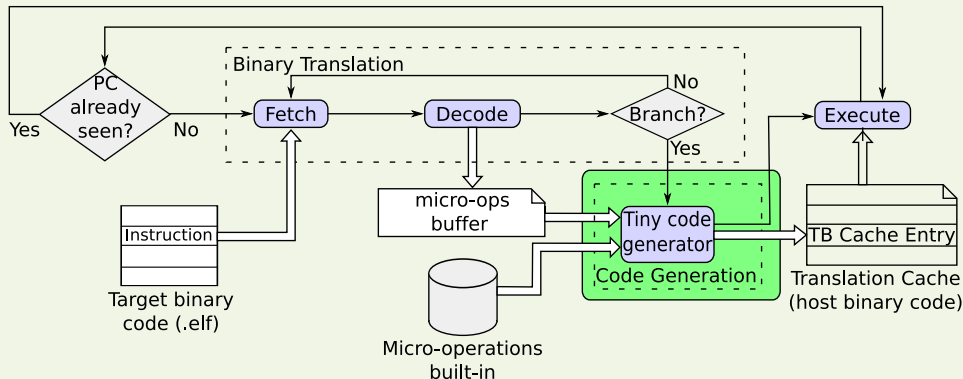 Binary Translation
No
PC
already
seen?
Yes
No
Fetch
Decode
Branch?
Execute
Yes
micro-ops
buffer
Tiny code
generator
Code Generation
Instruction
TB Cache Entry
Target binary
code (.elf)
Translation Cache
(host binary code)
Micro-operations
built-in